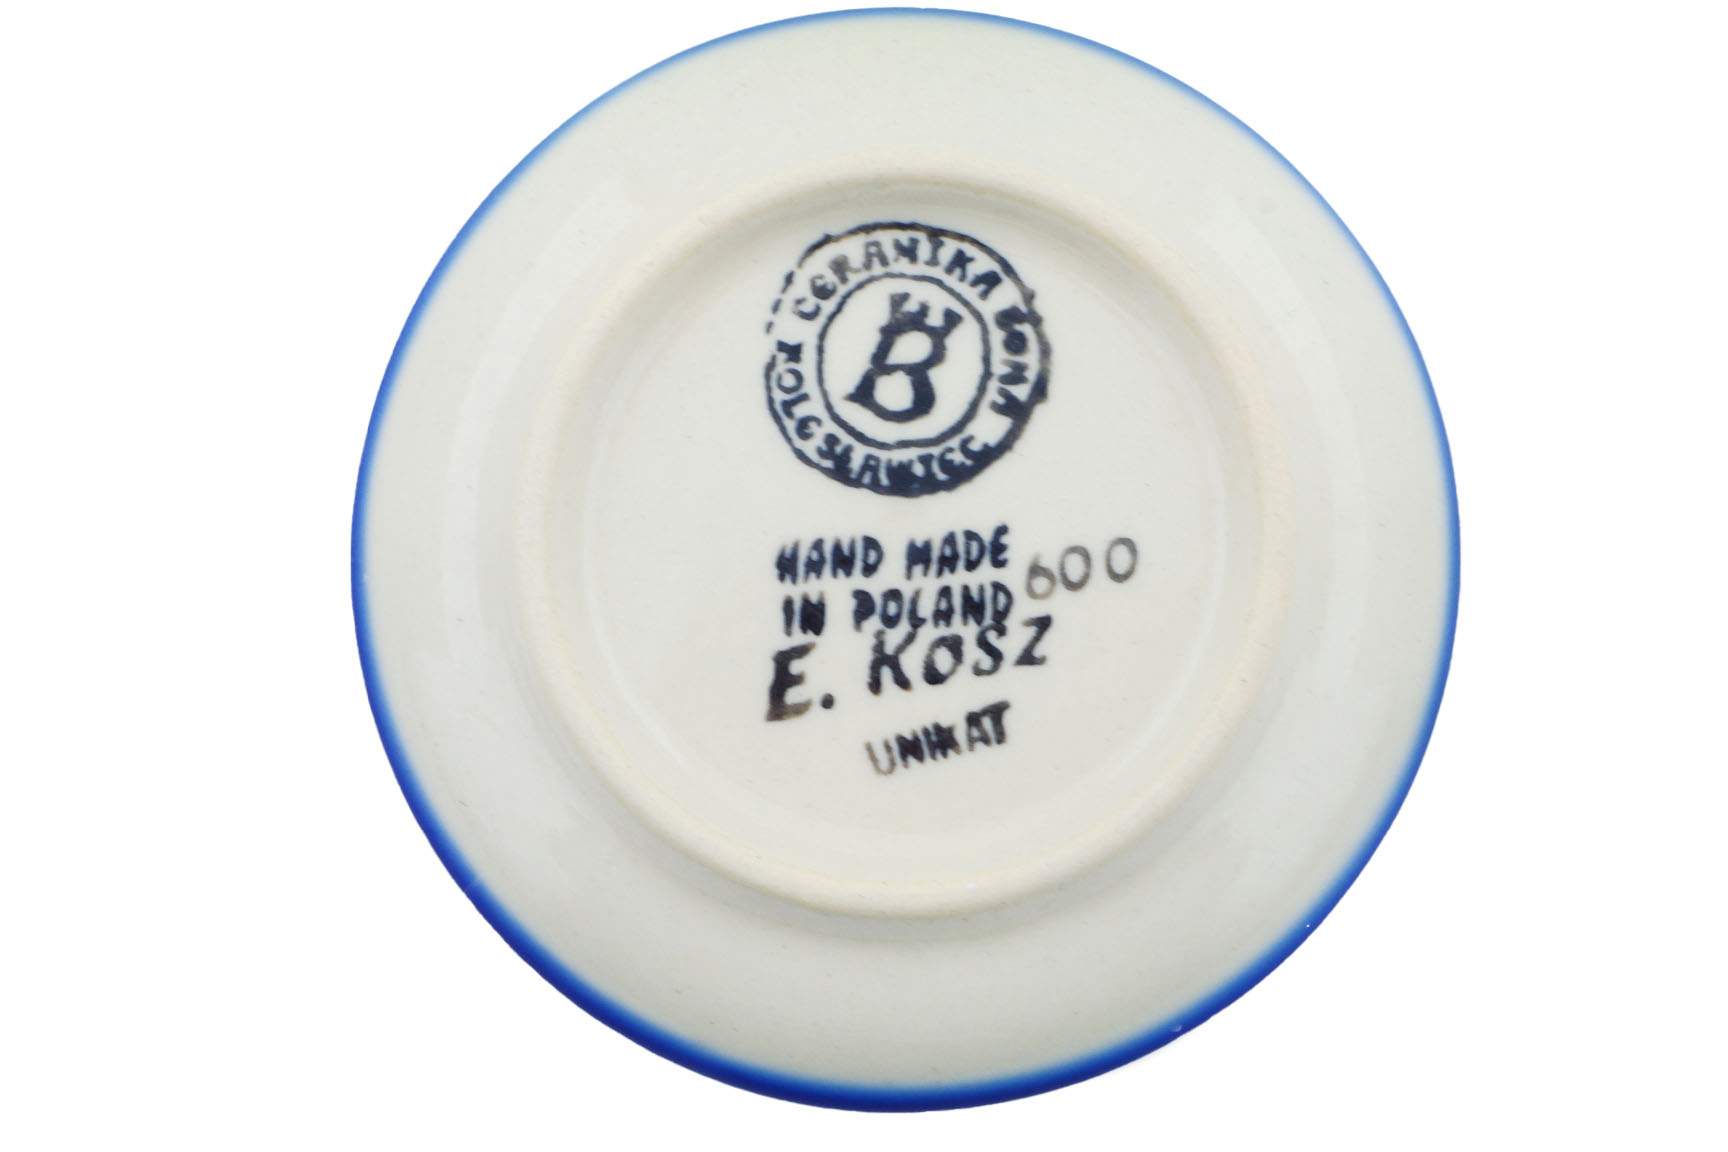 CERAMIKA BONA
BOLESŁAWIEC
B
HAND MADE
IN POLAND 600
E. KOSZ
UNIKAT